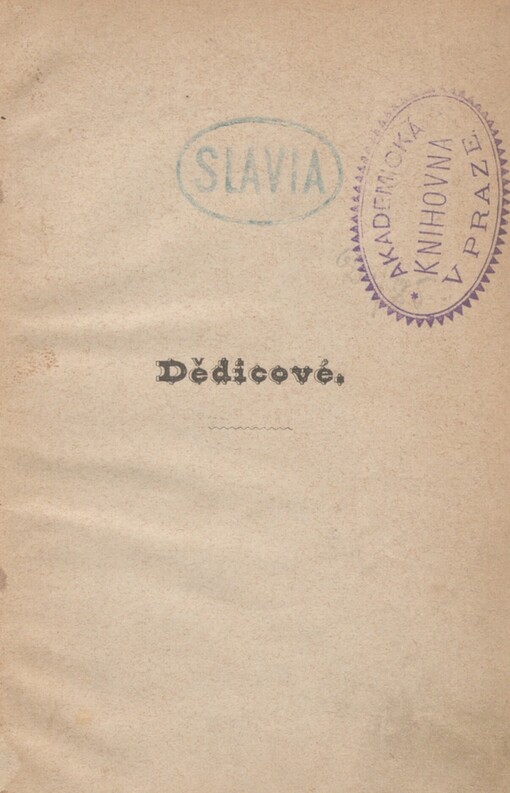 SLAVIA
AKADEMICKÁ
KNIHOVNA
V PRAZE.
*
Dědicové.